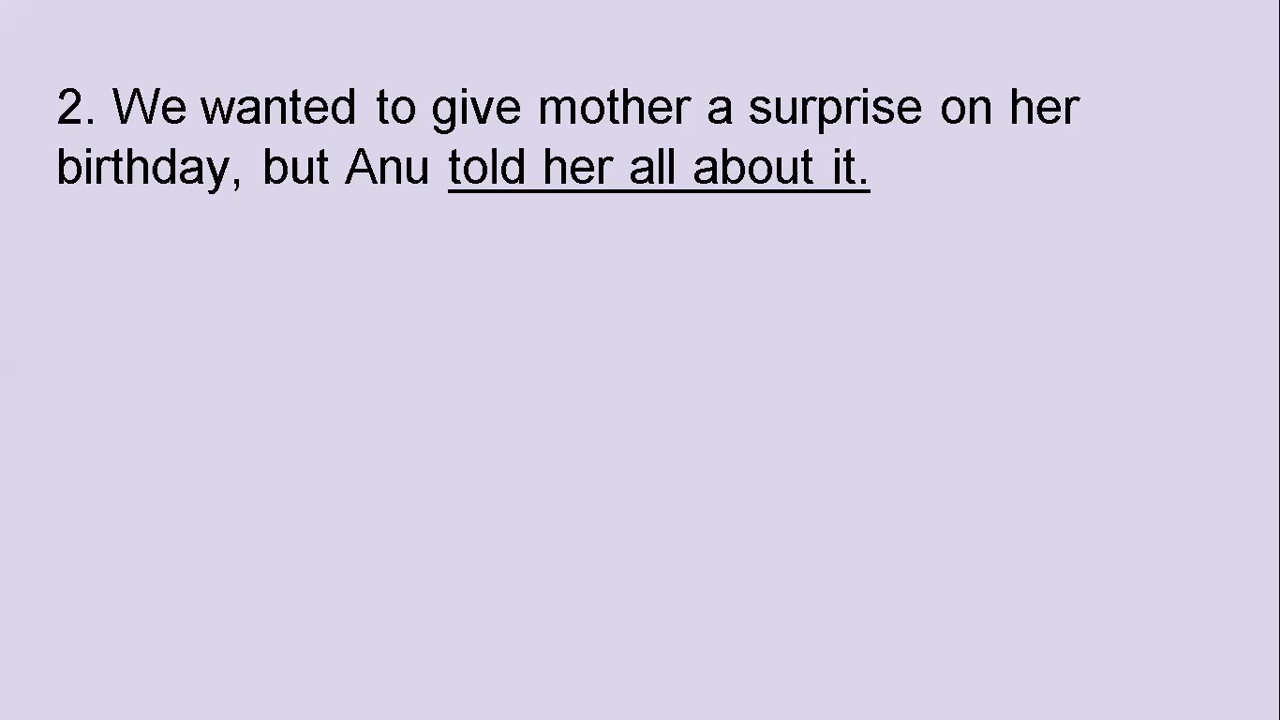 2. We wanted to give mother a surprise on her
birthday, but Anu told her all about it.